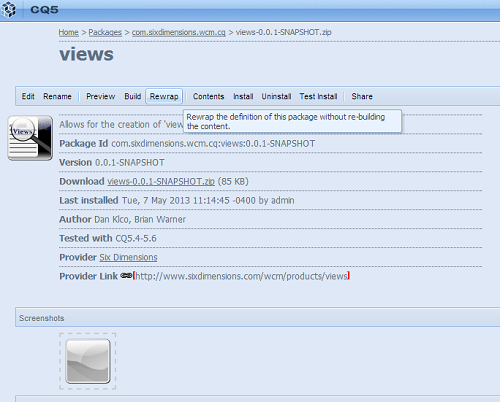 CQ5
Home > Packages > com.sixdimensions.wcm.cq > views-0.0.1-SNAPSHOT.zip
views
Edit Rename Preview Build Rewrap Contents Install Uninstall Test Install Share
Rewrap the definition of this package without re-building
the content.
Views
Allows for the creation of 'view
Package Id com.sixdimensions.wcm.cq:views:0.0.1-SNAPSHOT
Version 0.0.1-SNAPSHOT
Download views-0.0.1-SNAPSHOT.zip (85 KB)
Last installed Tue, 7 May 2013 11:14:45 -0400 by admin
Author Dan Klco, Brian Warner
Tested with CQ5.4-5.6
Provider Six Dimensions
Provider Link [http://www.sixdimensions.com/wcm/products/views]
Screenshots